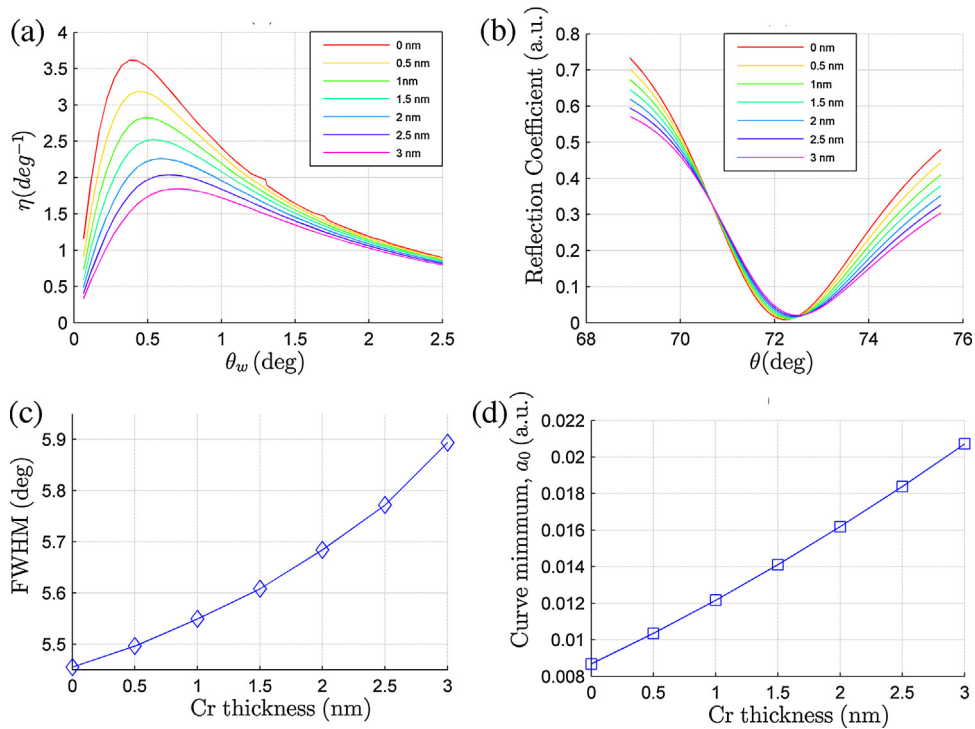 (a)
η(deg⁻¹)
4
3.5
3
2.5
2
1.5
1
0.5
0
0 nm
0.5 nm
1nm
1.5 nm
2 nm
2.5 nm
3 nm
0 0.5 1 1.5 2 2.5
θw (deg)
(b)
Reflection Coefficient (a.u.)
0.8
0.7
0.6
0.5
0.4
0.3
0.2
0.1
0
0 nm
0.5 nm
1nm
1.5 nm
2 nm
2.5 nm
3 nm
68 70 72 74 76
θ(deg)
(c)
FWHM (deg)
5.9
5.8
5.7
5.6
5.5
0 0.5 1 1.5 2 2.5 3
Cr thickness (nm)
(d)
Curve mimmum, a₀ (a.u.)
0.022
0.02
0.018
0.016
0.014
0.012
0.01
0.008
0 0.5 1 1.5 2 2.5 3
Cr thickness (nm)